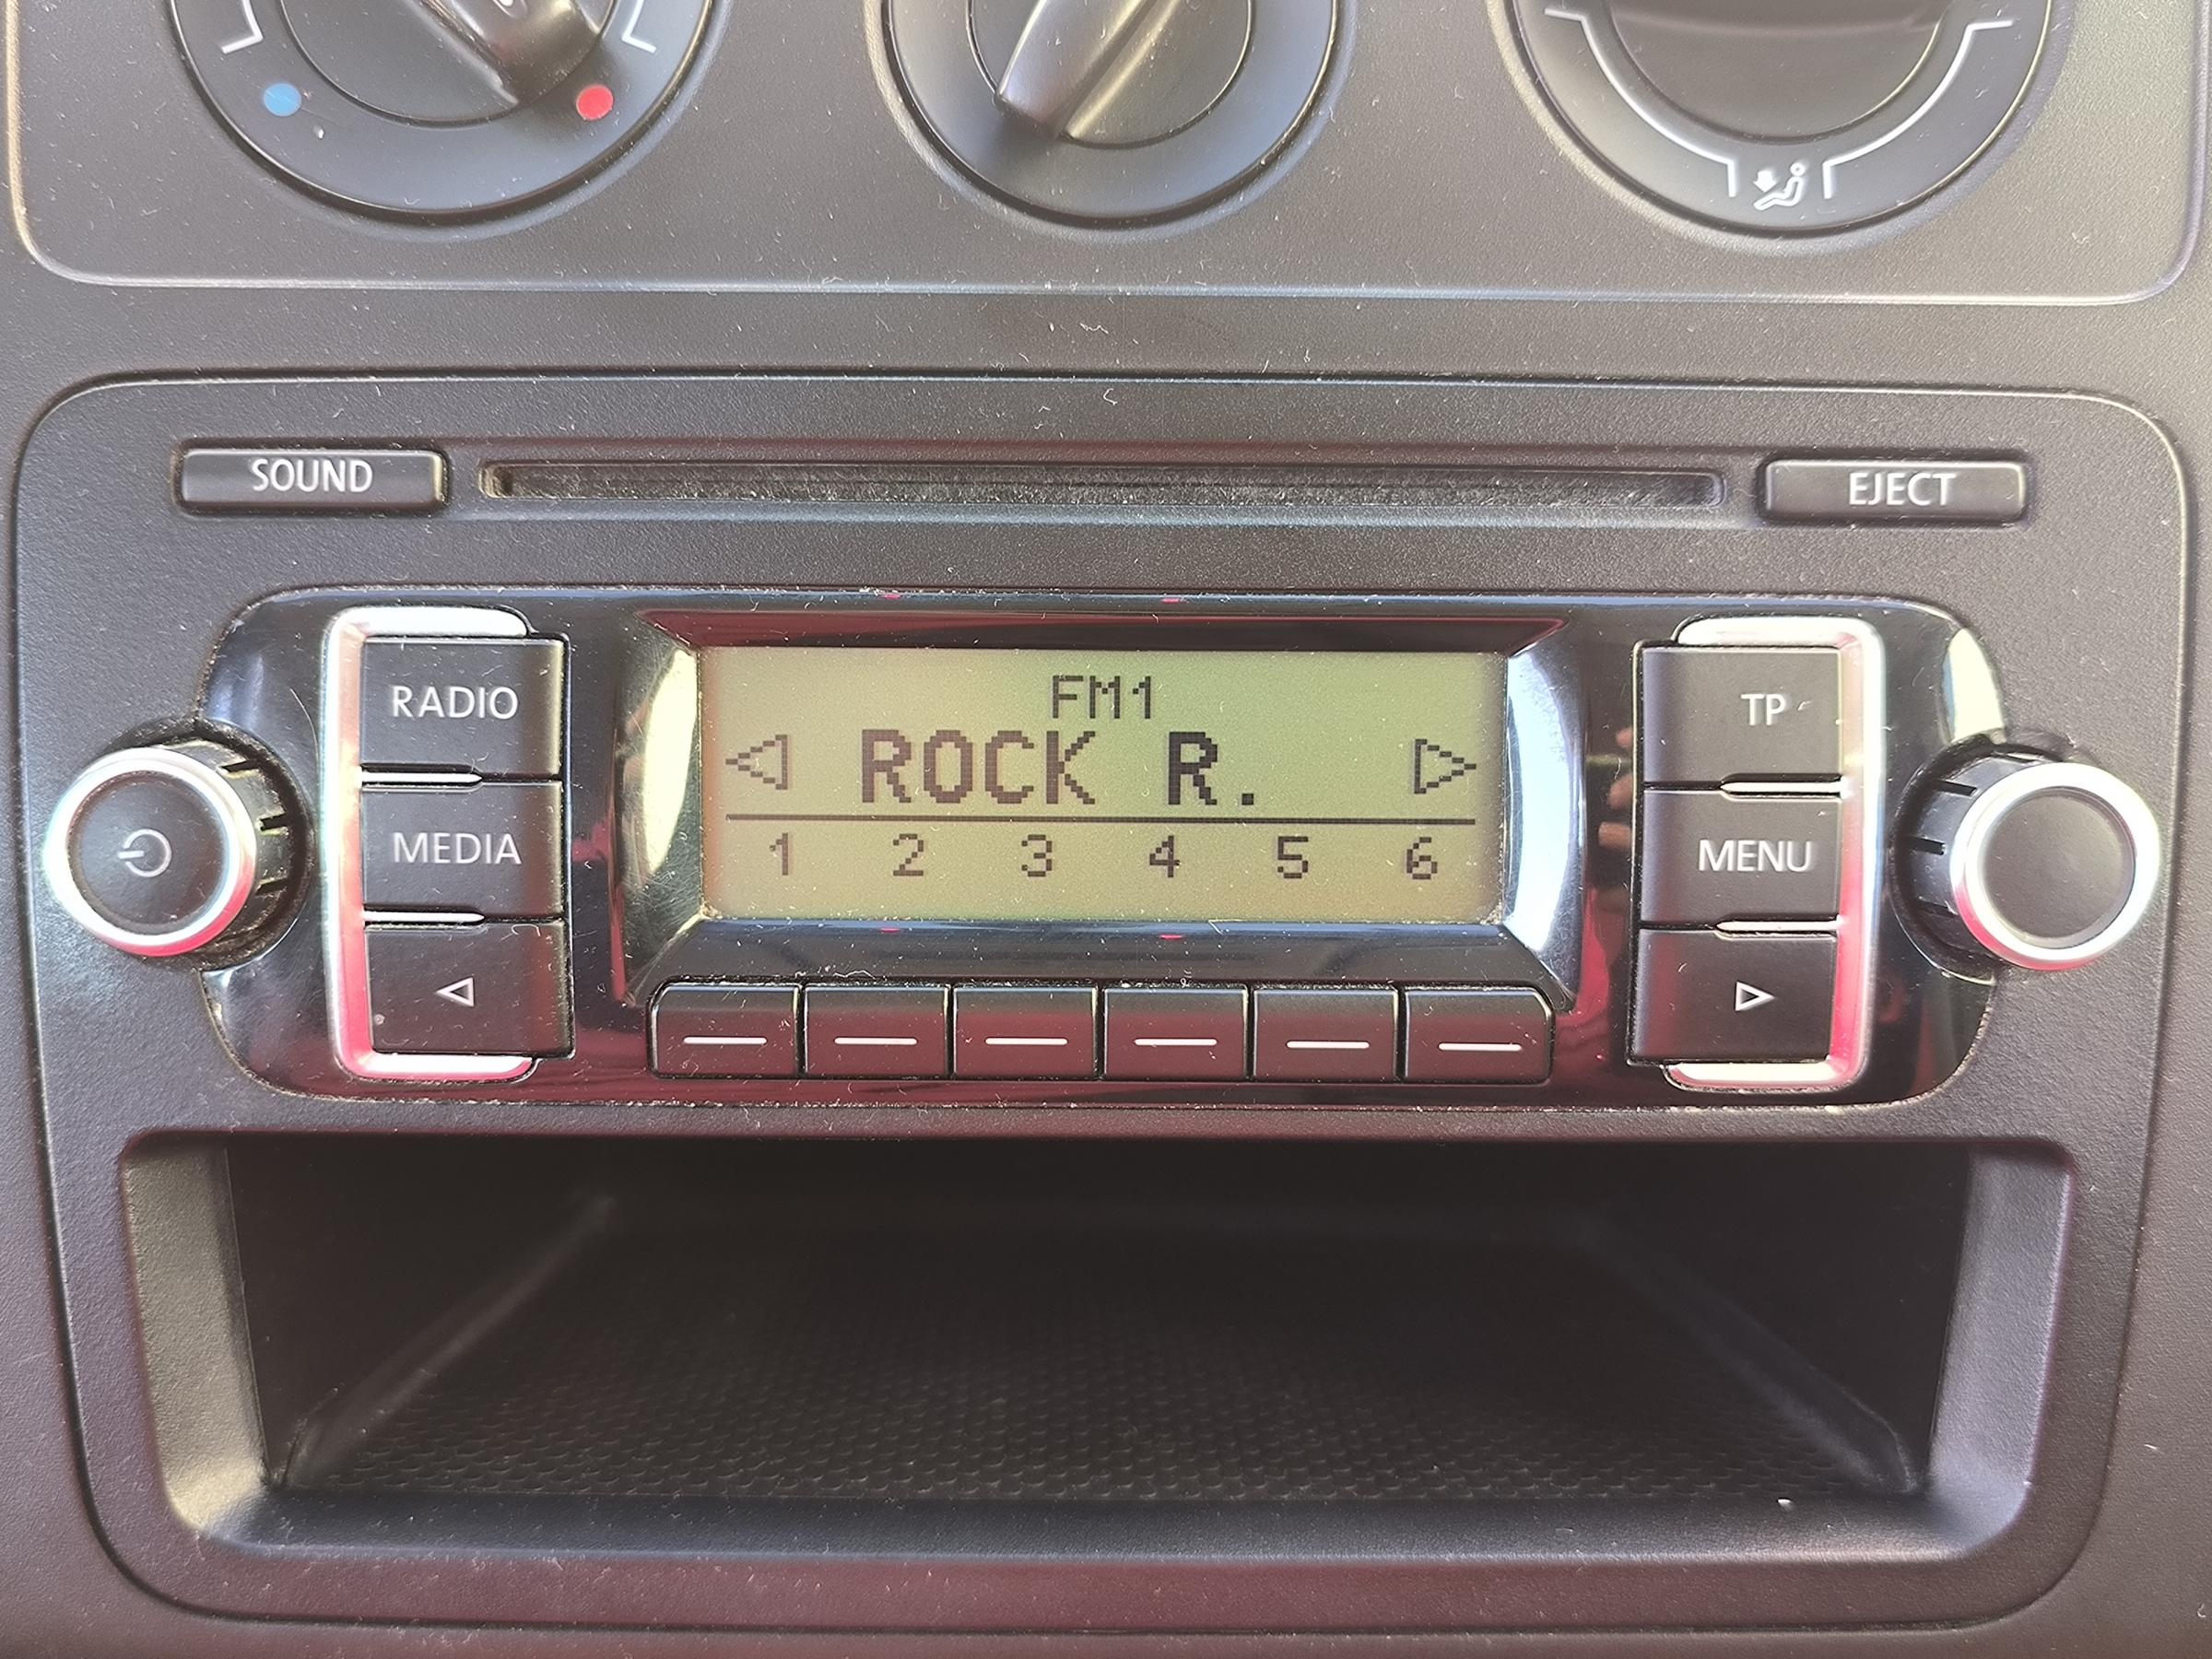 SOUND
EJECT
RADIO
FM1
TP
ROCK R.
MEDIA
1 2 3 4 5 6
MENU